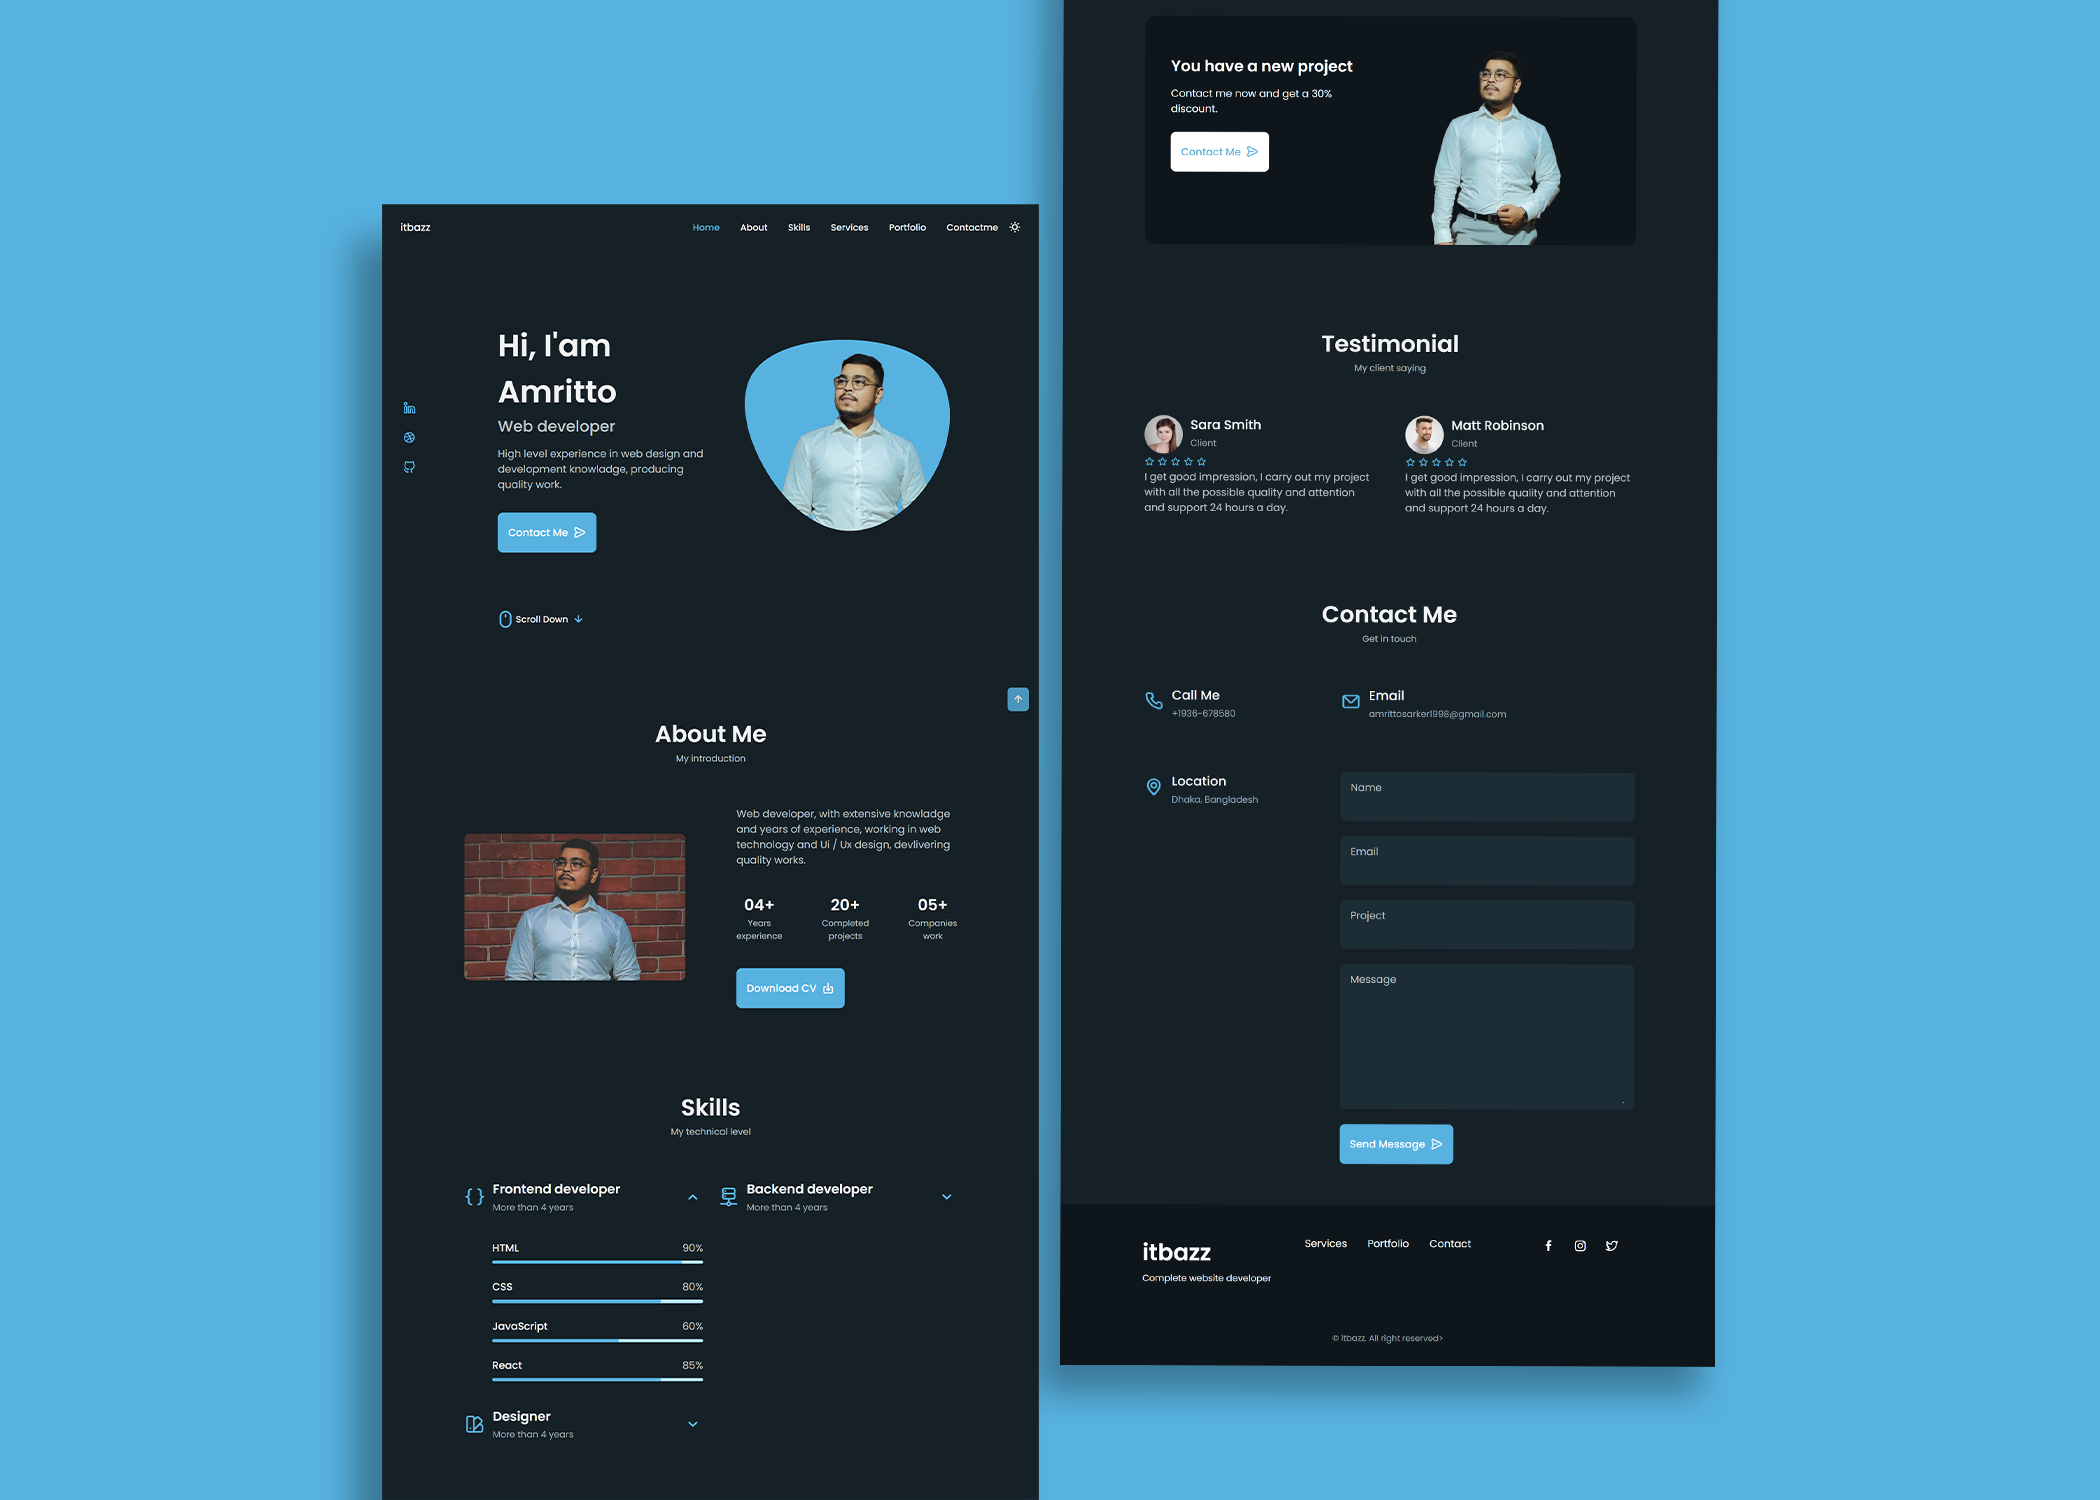 itbazz
Home About Skills Services Portfolio Contactme
Hi, I'am
Amritto
Web developer
High level experience in web design and
development knowladge, producing
quality work.
Contact Me
Scroll Down
About Me
My introduction
Web developer, with extensive knowladge
and years of experience, working in web
technology and Ui / Ux design, devlivering
quality works.
04+ 20+ 05+
Years Completed Companies
experience projects work
Download CV
Skills
My technical level
Frontend developer
More than 4 years
HTML 90%
CSS 80%
JavaScript 60%
React 85%
Designer
More than 4 years
Backend developer
More than 4 years
You have a new project
Contact me now and get a 30%
discount.
Contact Me
Testimonial
My client saying
Sara Smith
Client
I get good impression, I carry out my project
with all the possible quality and attention
and support 24 hours a day.
Matt Robinson
Client
I get good impression, I carry out my project
with all the possible quality and attention
and support 24 hours a day.
Contact Me
Get in touch
Call Me
+1936-678580
Email
amrittosarker1998@gmail.com
Location
Dhaka, Bangladesh
Name
Email
Project
Message
Send Message
itbazz
Complete website developer
Services Portfolio Contact
© itbazz. All right reserved>